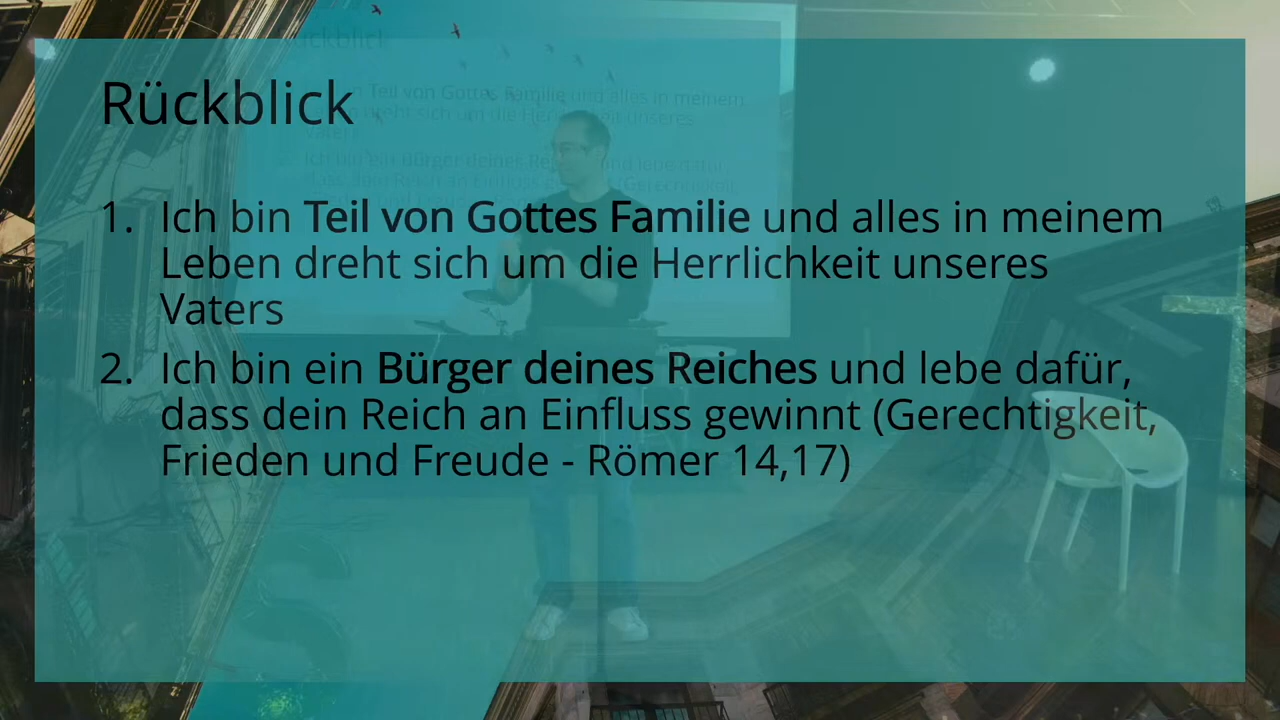 Rückblick
1. Ich bin Teil von Gottes Familie und alles in meinem
Leben dreht sich um die Herrlichkeit unseres
Vaters
2. Ich bin ein Bürger deines Reiches und lebe dafür,
dass dein Reich an Einfluss gewinnt (Gerechtigkeit,
Frieden und Freude - Römer 14,17)